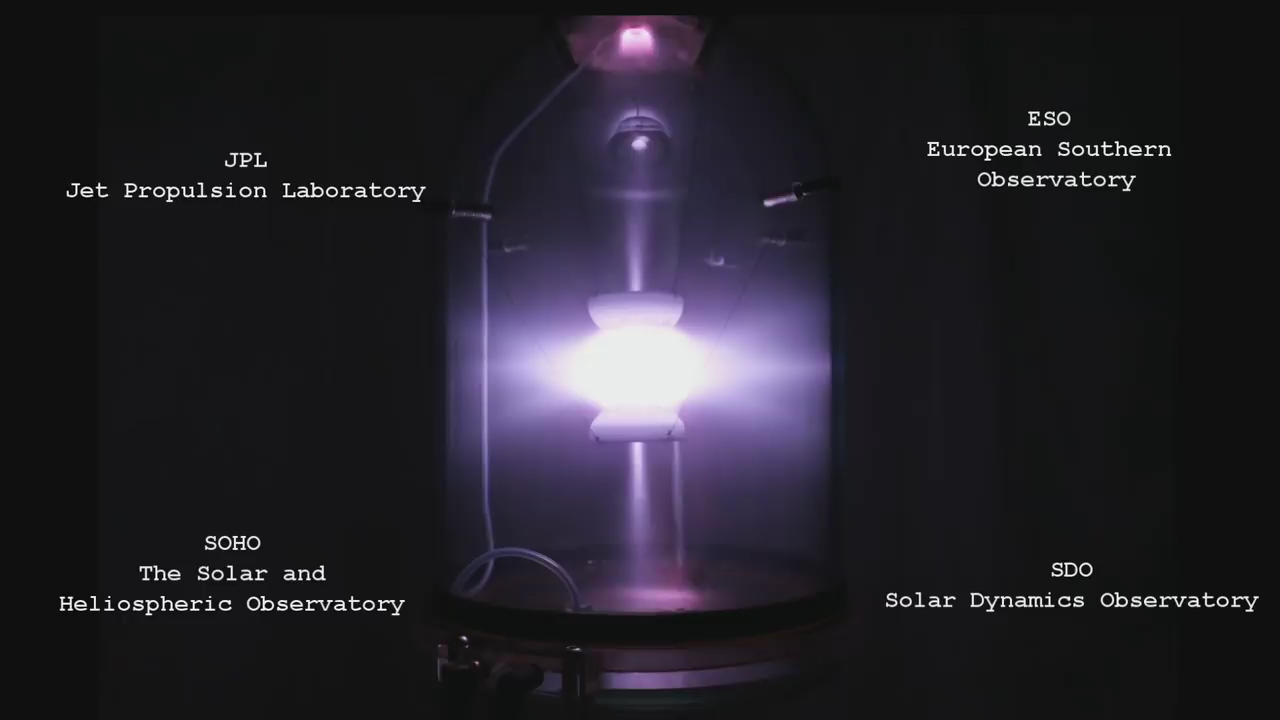 JPL
Jet Propulsion Laboratory
ESO
European Southern
Observatory
SOHO
The Solar and
Heliospheric Observatory
SDO
Solar Dynamics Observatory